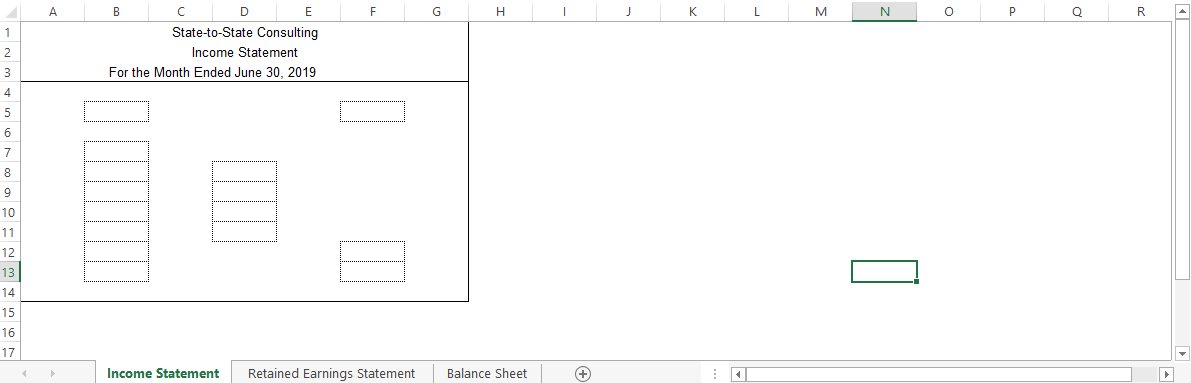 A B C D E F G H I J K L M N O P Q R
1 State-to-State Consulting
2 Income Statement
3 For the Month Ended June 30, 2019
4
5
6
7
8
9
10
11
12
13
14
15
16
17
Income Statement Retained Earnings Statement Balance Sheet